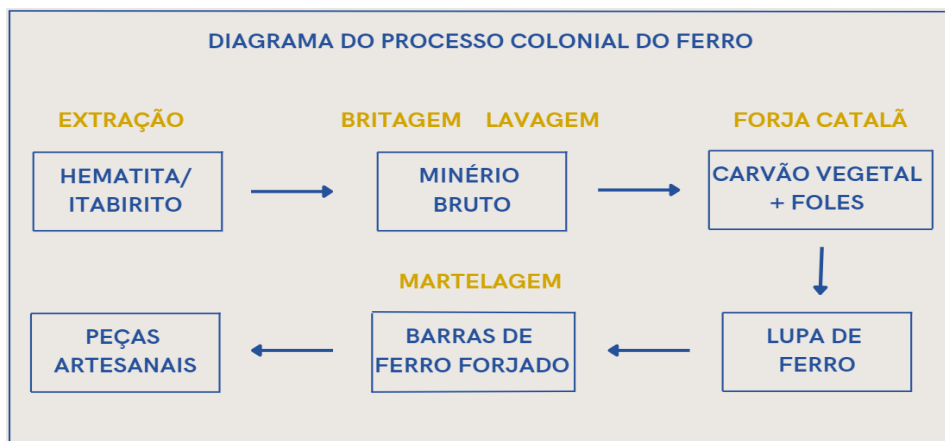 DIAGRAMA DO PROCESSO COLONIAL DO FERRO
EXTRAÇÃO
HEMATITA/
ITABIRITO
BRITAGEM LAVAGEM
MINÉRIO
BRUTO
FORJA CATALÃ
CARVÃO VEGETAL
+ FOLES
LUPA DE
FERRO
MARTELAGEM
BARRAS DE
FERRO FORJADO
PEÇAS
ARTESANAIS